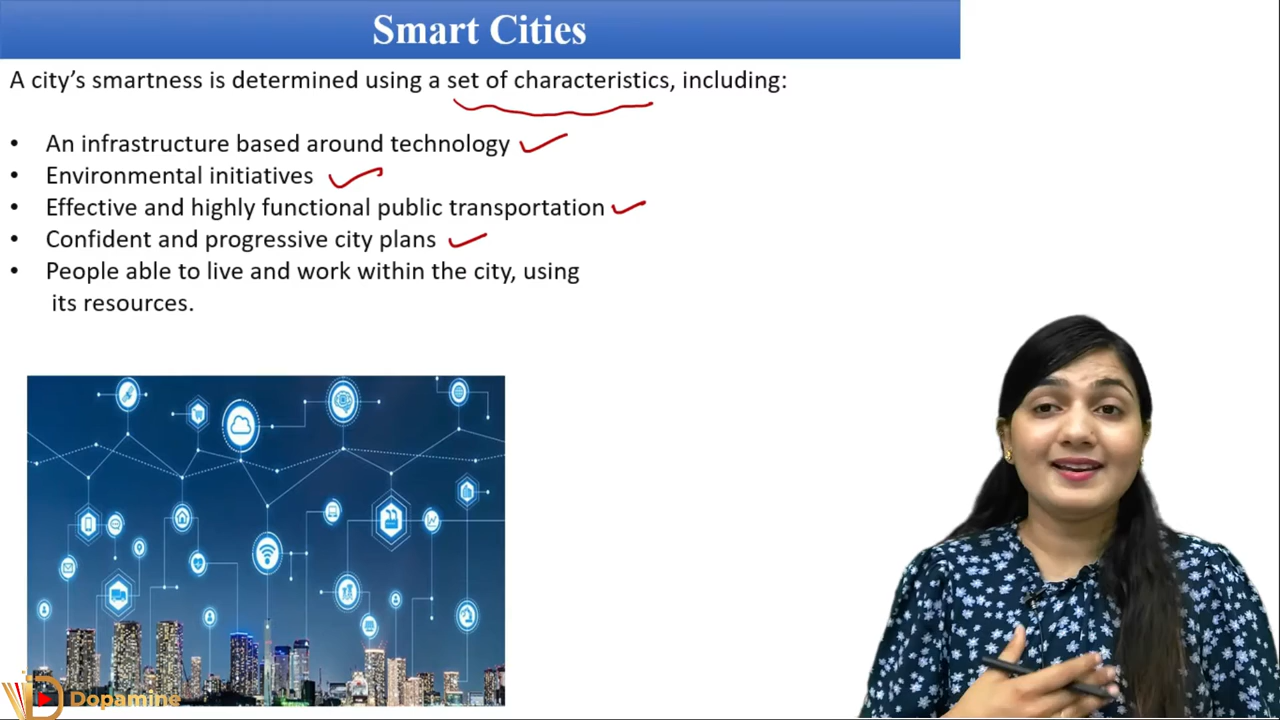 Smart Cities
A city’s smartness is determined using a set of characteristics, including:
• An infrastructure based around technology
• Environmental initiatives
• Effective and highly functional public transportation
• Confident and progressive city plans
• People able to live and work within the city, using
its resources.
Dopamine